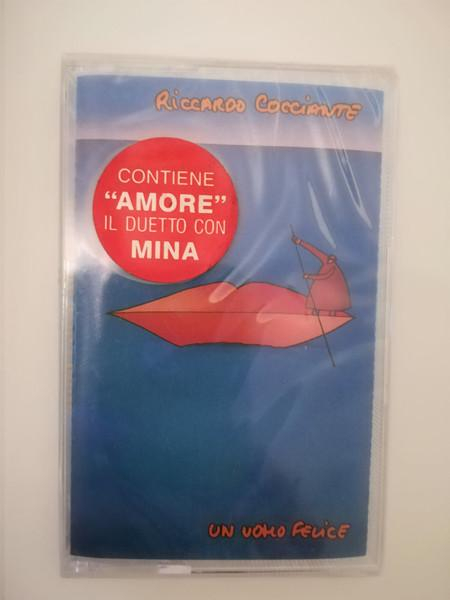 Riccardo Cocciante
CONTIENE
"AMORE"
IL DUETTO CON
MINA
UN UOMO FELICE